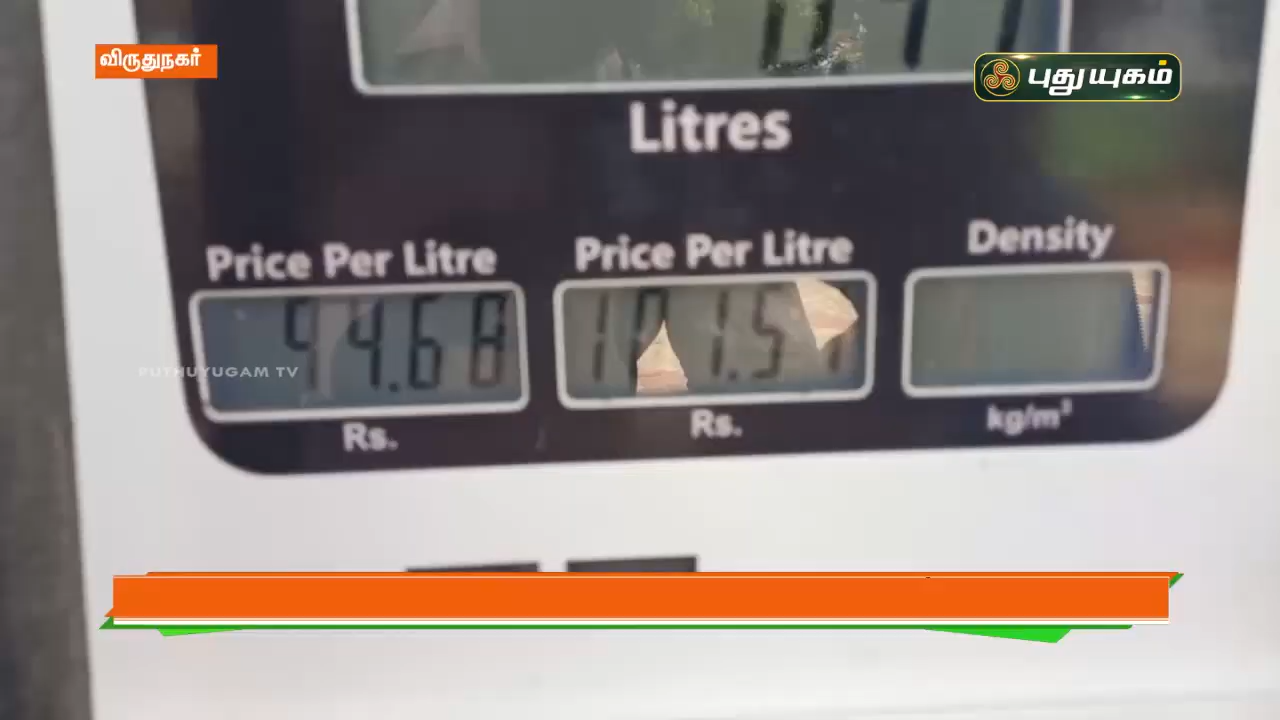 விருதுநகர்
புதுயுகம்
Litres
Price Per Litre
Price Per Litre
Density
94.68
PUTHUYUGAM TV
Rs.
Rs.
kg/m³